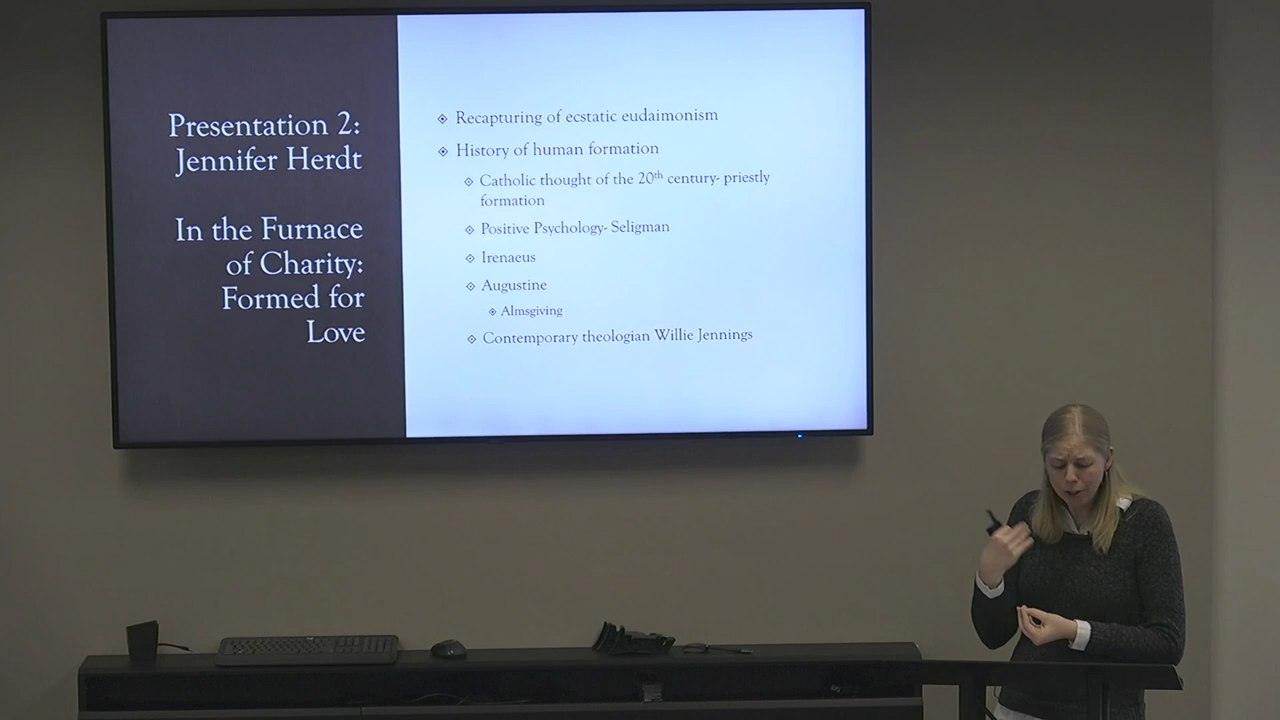 Presentation 2:
Jennifer Herdt
In the Furnace
of Charity:
Formed for
Love
Recapturing of ecstatic eudaimonism
History of human formation
Catholic thought of the 20th century- priestly
formation
Positive Psychology- Seligman
Irenaeus
Augustine
Almsgiving
Contemporary theologian Willie Jennings